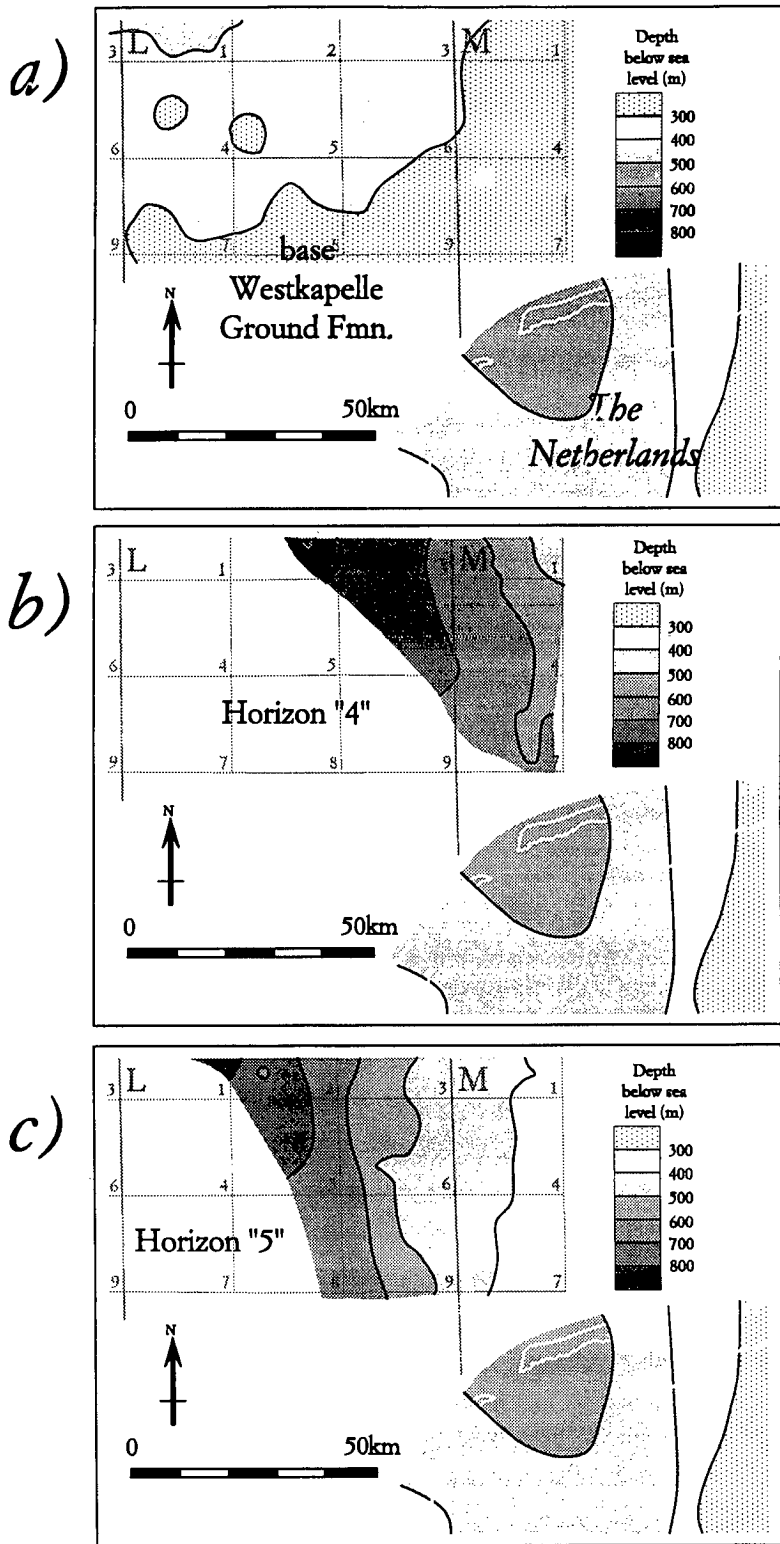 a)
L
M
3 1 2 3
6 4 5 6 4
9 7 8 9 7
base
Westkapelle
Ground Fmn.
Depth
below sea
level (m)
300
400
500
600
700
800
N
0 50km
The
Netherlands
b)
L
M
3 1 1
6 4 5 6 4
9 7 8 9 7
Horizon "4"
Depth
below sea
level (m)
300
400
500
600
700
800
N
0 50km
c)
L
M
3 1 3 1
6 4 6 4
9 7 9 7
Horizon "5"
Depth
below sea
level (m)
300
400
500
600
700
800
N
0 50km